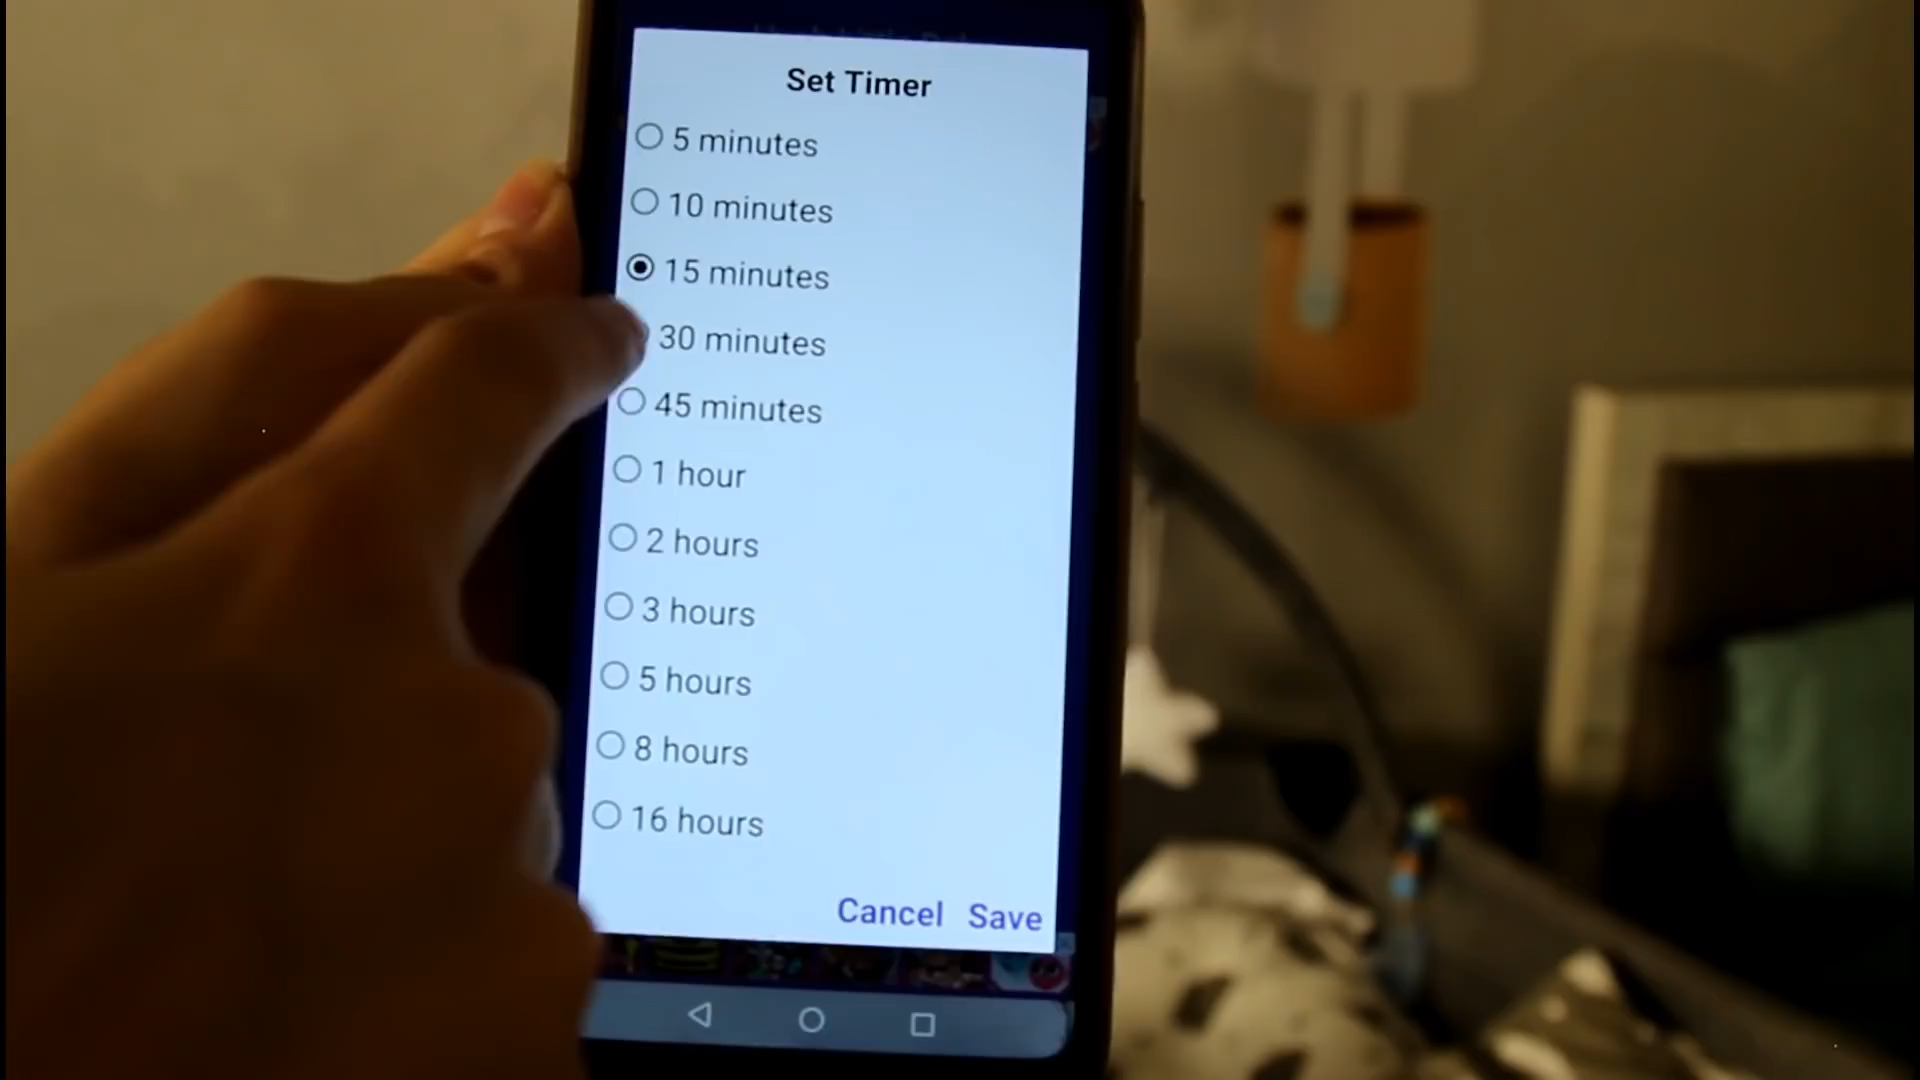 Set Timer
5 minutes
10 minutes
15 minutes
30 minutes
45 minutes
1 hour
2 hours
3 hours
5 hours
8 hours
16 hours
Cancel Save